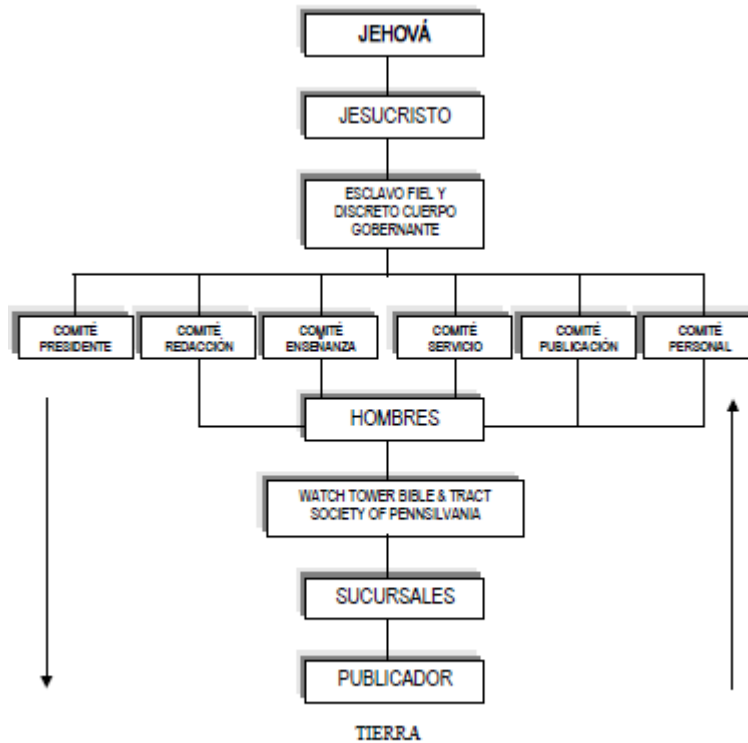 JEHOVÁ
JESUCRISTO
ESCLAVO FIEL Y
DISCRETO CUERPO
GOBERNANTE
COMITÉ
PRESIDENTE
COMITÉ
REDACCIÓN
COMITÉ
ENSEÑANZA
COMITÉ
SERVICIO
COMITÉ
PUBLICACIÓN
COMITÉ
PERSONAL
HOMBRES
WATCH TOWER BIBLE & TRACT
SOCIETY OF PENNSILVANIA
SUCURSALES
PUBLICADOR
TIERRA